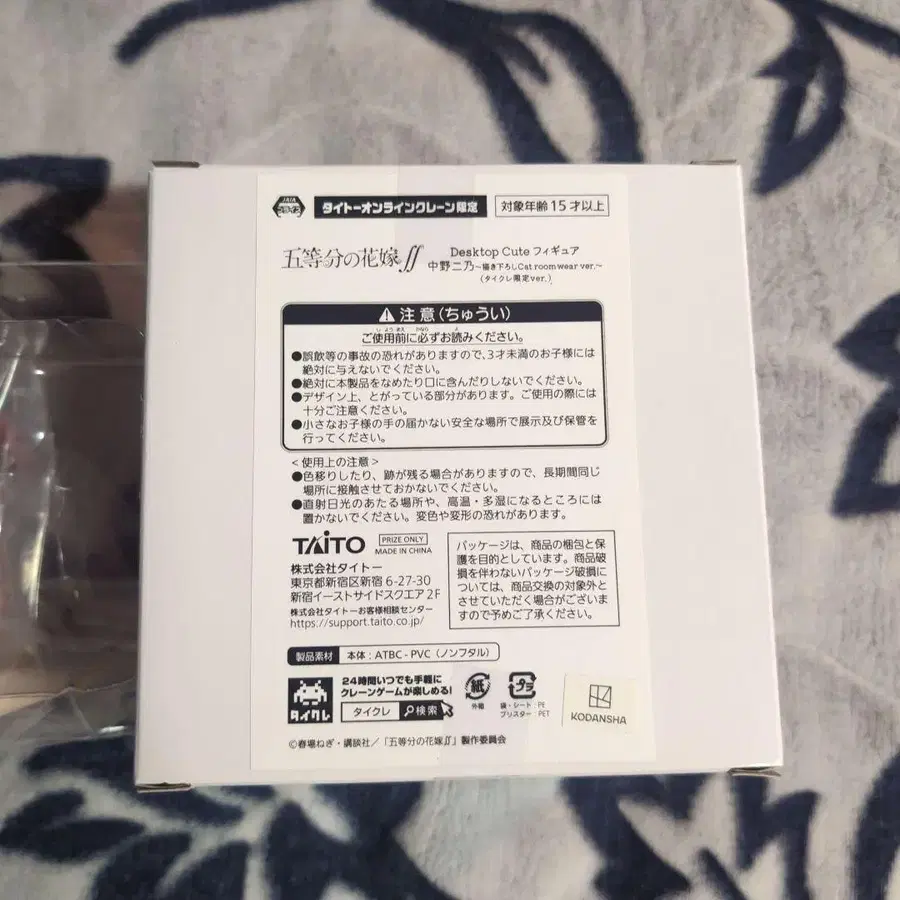 JAIA
プライズ
タイトーオンラインクレーン限定
対象年齢15才以上
五等分の花嫁∬
Desktop Cute フィギュア
中野二乃~描き下ろしCat room wear ver.~
(タイクレ限定ver.)
注意(ちゅうい)
しようまえ かなら よ
ご使用前に必ずお読みください。
●誤飲等の事故の恐れがありますので、3才未満のお子様には
絶対に与えないでください。
●絶対に本製品をなめたり口に含んだりしないでください。
●デザイン上、とがっている部分があります。ご使用の際には
十分ご注意ください。
●小さなお子様の手の届かない安全な場所で展示及び保管を
行ってください。
<使用上の注意>
●色移りしたり、跡が残る場合がありますので、長期間同じ
場所に接触させておかないでください。
●直射日光のあたる場所や、高温・多湿になるところには
置かないでください。変色や変形の恐れがあります。
TAITO
PRIZE ONLY
MADE IN CHINA
株式会社タイトー
東京都新宿区新宿 6-27-30
新宿イーストサイドスクエア 2F
株式会社タイトーお客様相談センター
https://support.taito.co.jp/
パッケージは、商品の梱包と保
護を目的としています。商品破
損を伴わないパッケージ破損に
ついては、商品交換の対象外と
させていただく場合がございま
すので予めご了承ください。
製品素材
本体:ATBC-PVC(ノンフタル)
タイクレ
24時間いつでも手軽に
クレーンゲームが楽しめる!
タイクレ 検索
紙
外箱
プラ
袋・シート:PE
ブリスター:PET
KODANSHA
©春場ねぎ・講談社/「五等分の花嫁∬」製作委員会